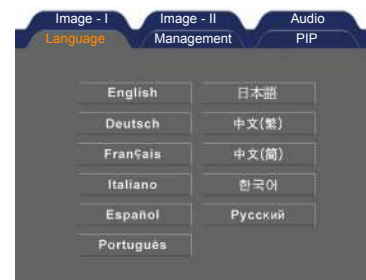 Image - I Image - II Audio
Language Management PIP
English 日本語
Deutsch 中文(繁)
Français 中文(简)
Italiano 한국어
Español Русский
Português